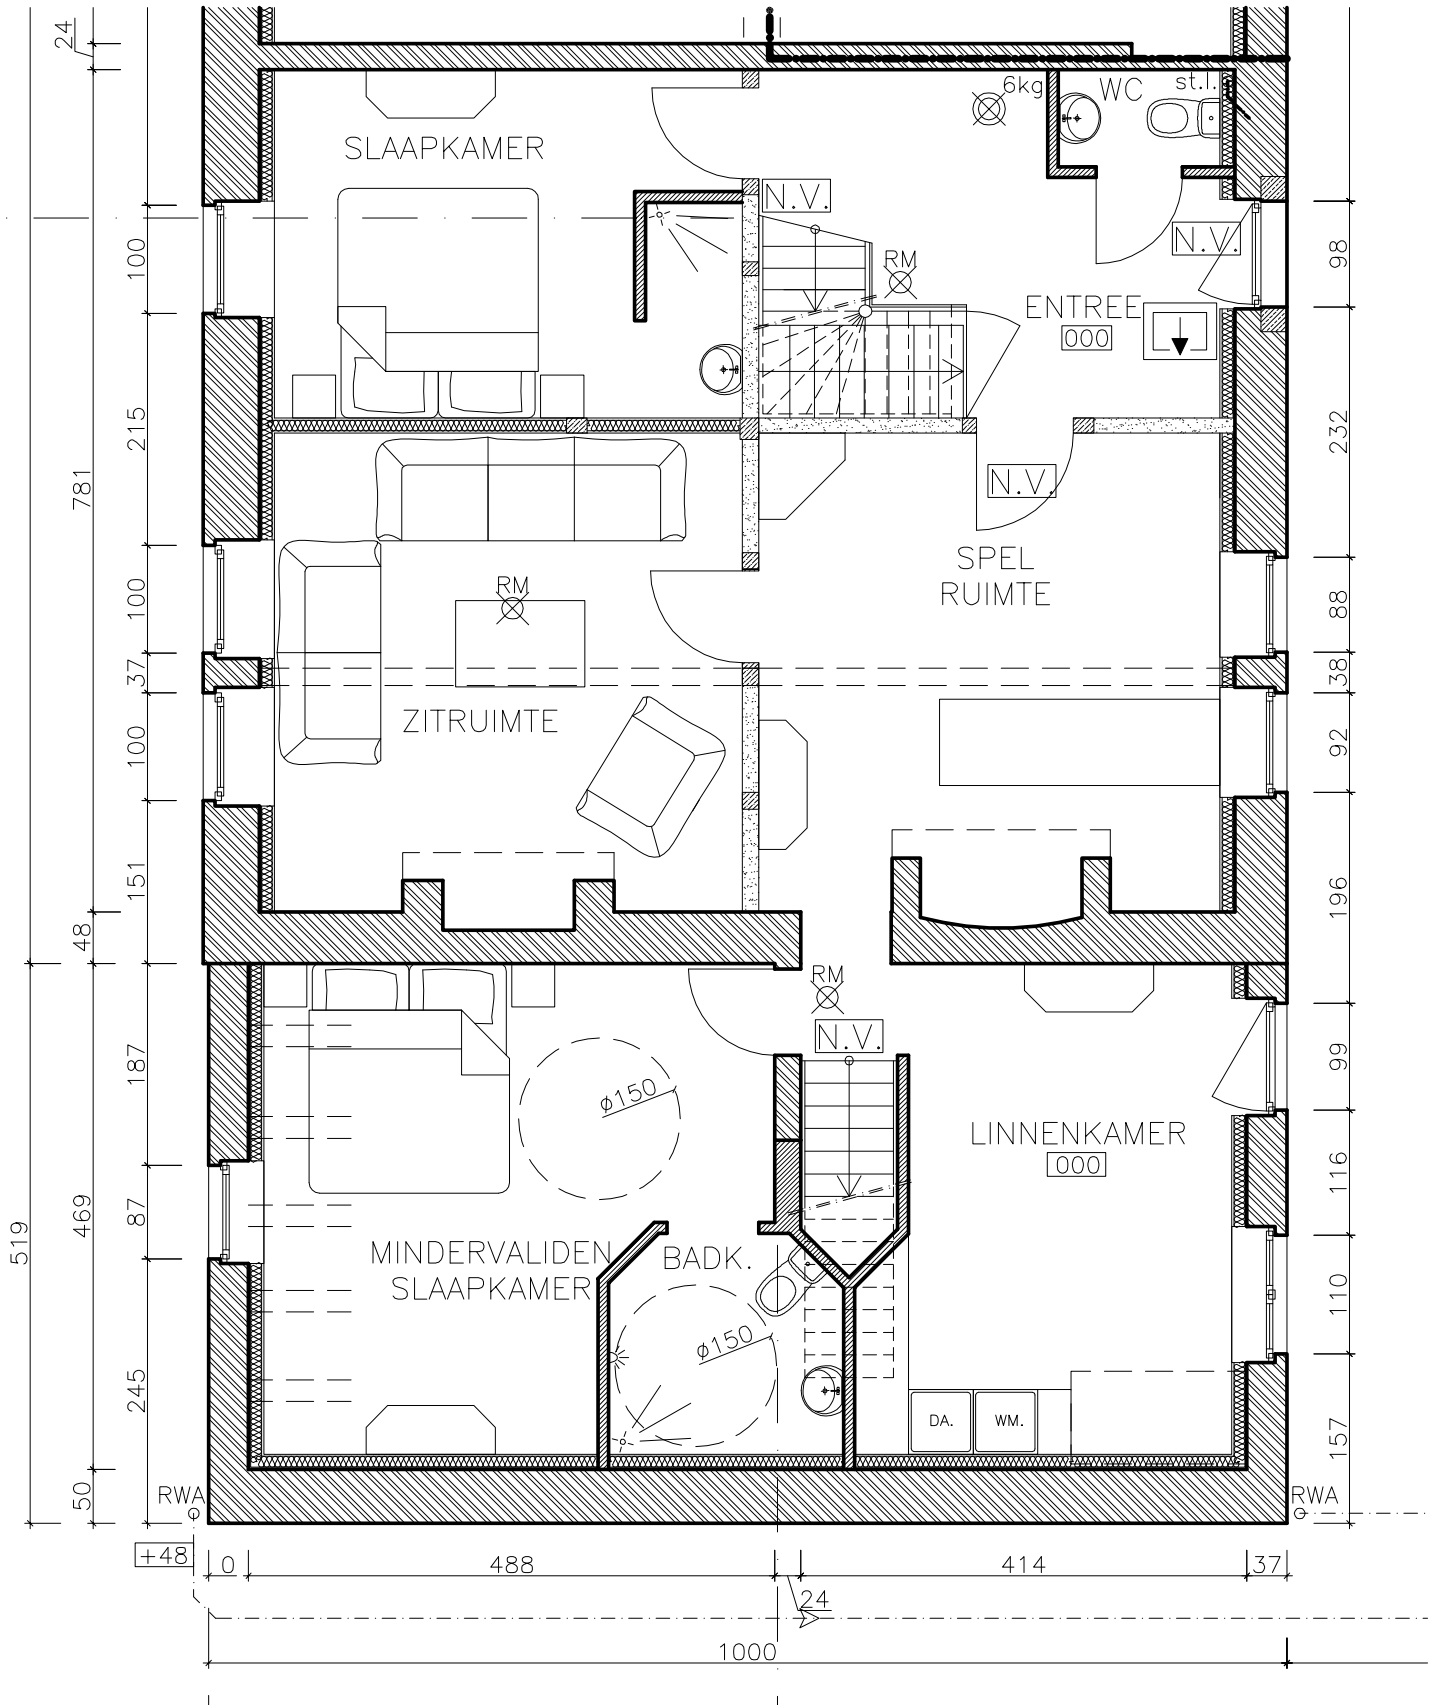 24
6kg
WC
st.l.
SLAAPKAMER
N.V.
N.V.
100
98
RM
ENTREE
000
215
232
781
N.V.
SPEL
RUIMTE
RM
100
88
37
38
ZITRUIMTE
100
92
151
196
48
RM
N.V.
187
99
ø150
LINNENKAMER
000
116
469
87
519
MINDERVALIDEN
SLAAPKAMER
BADK.
110
ø150
245
DA.
WM.
157
50
RWA
RWA
+48
0
488
414
37
24
1000